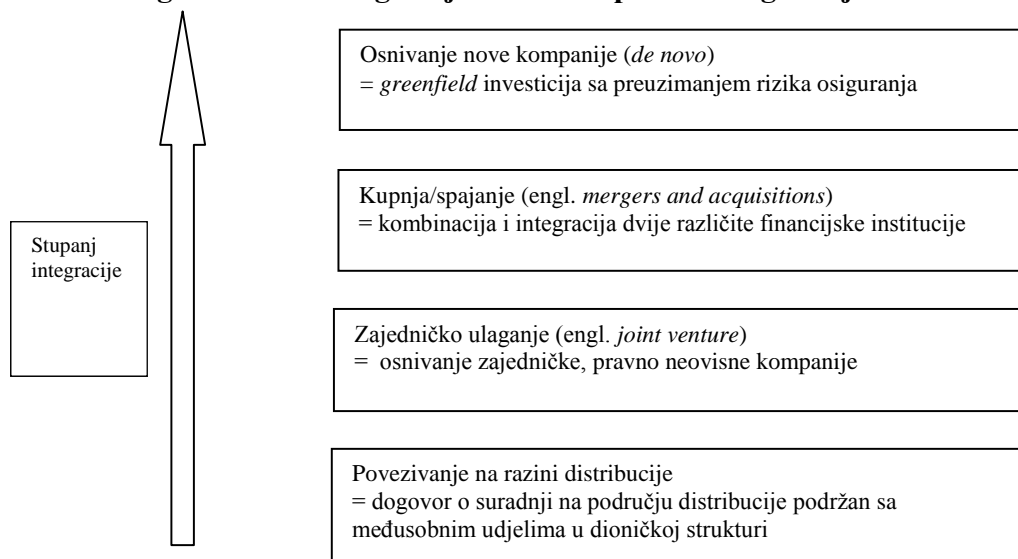 Osnivanje nove kompanije (de novo)
= greenfield investicija sa preuzimanjem rizika osiguranja
Kupnja/spajanje (engl. mergers and acquisitions)
= kombinacija i integracija dvije različite financijske institucije
Stupanj
integracije
Zajedničko ulaganje (engl. joint venture)
= osnivanje zajedničke, pravno neovisne kompanije
Povezivanje na razini distribucije
= dogovor o suradnji na području distribucije podržan sa
međusobnim udjelima u dioničkoj strukturi